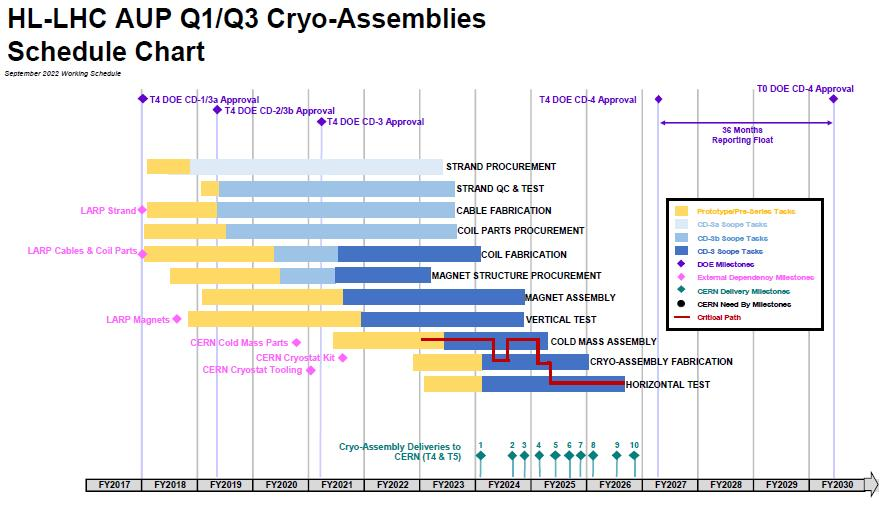 HL-LHC AUP Q1/Q3 Cryo-Assemblies
Schedule Chart
September 2022 Working Schedule
T0 DOE CD-4 Approval
T4 DOE CD-1/3a Approval
T4 DOE CD-4 Approval
T4 DOE CD-2/3b Approval
T4 DOE CD-3 Approval
36 Months
Reporting Float
STRAND PROCUREMENT
STRAND QC & TEST
LARP Strand
CABLE FABRICATION
COIL PARTS PROCUREMENT
LARP Cables & Coil Parts
COIL FABRICATION
MAGNET STRUCTURE PROCUREMENT
MAGNET ASSEMBLY
LARP Magnets
VERTICAL TEST
CERN Cold Mass Parts
COLD MASS ASSEMBLY
CERN Cryostat Kit
CRYO-ASSEMBLY FABRICATION
CERN Cryostat Tooling
HORIZONTAL TEST
Prototype/Pre-Series Tasks
CD-3a Scope Tasks
CD-3b Scope Tasks
CD-3 Scope Tasks
DOE Milestones
External Dependency Milestones
CERN Delivery Milestones
CERN Need By Milestones
Critical Path
Cryo-Assembly Deliveries to
CERN (T4 & T5)
1 2 3 4 5 6 7 8 9 10
FY2017 FY2018 FY2019 FY2020 FY2021 FY2022 FY2023 FY2024 FY2025 FY2026 FY2027 FY2028 FY2029 FY2030